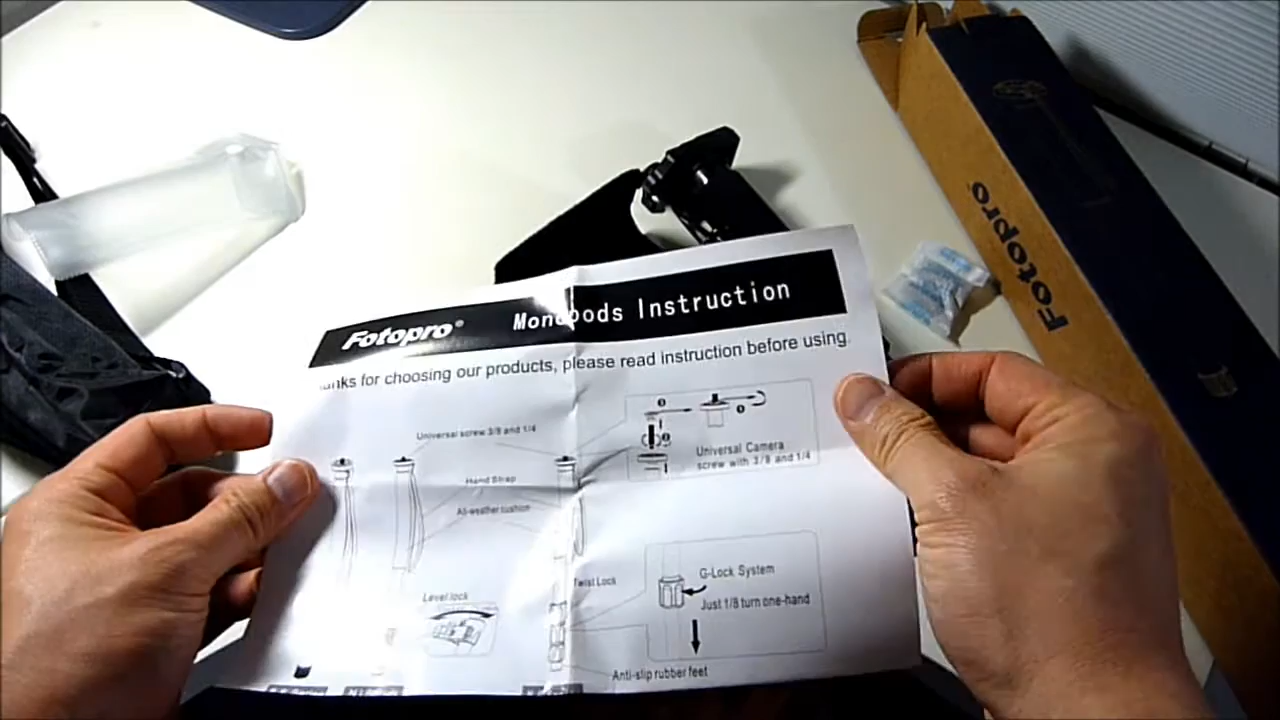 Fotopro® Monopods Instruction
anks for choosing our products, please read instruction before using.
Universal screw 3/8 and 1/4
Universal Camera
screw with 3/8 and 1/4
Hand Strap
All-weather cushion
Twist Lock
G-Lock System
Just 1/8 turn one-hand
Level lock
Anti-slip rubber feet
Fotopro